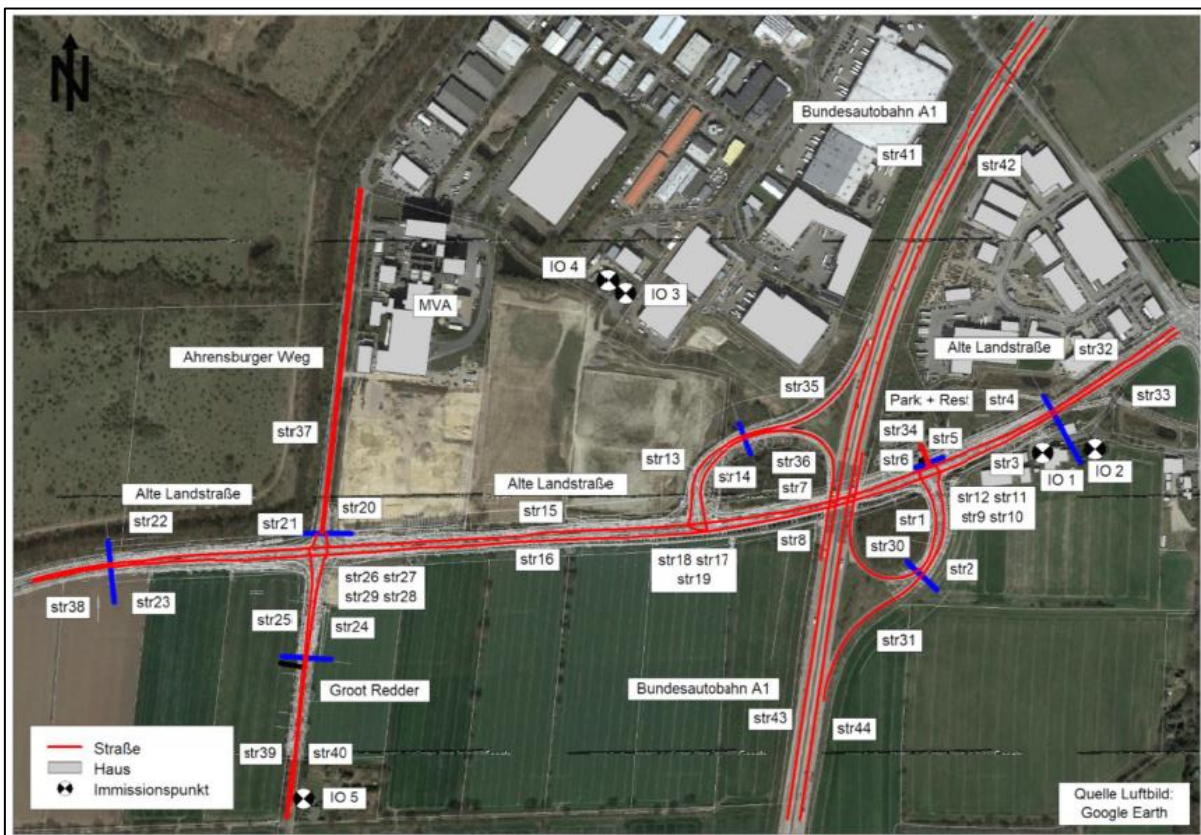 N
Bundesautobahn A1
str41
str42
IO 4
IO 3
MVA
Ahrensburger Weg
Alte Landstraße
str32
str35
Park + Rest
str4
str33
str37
str34
str5
str13
str14
str36
str6
str3
IO 1
IO 2
Alte Landstraße
str22
Alte Landstraße
str15
str7
str12 str11
str9 str10
str21
str20
str1
str30
str8
str2
str16
str18 str17
str19
str38
str23
str26 str27
str29 str28
str25
str24
str31
Groot Redder
Bundesautobahn A1
str43
str44
str39
str40
Straße
Haus
Immissionspunkt
IO 5
Quelle Luftbild:
Google Earth